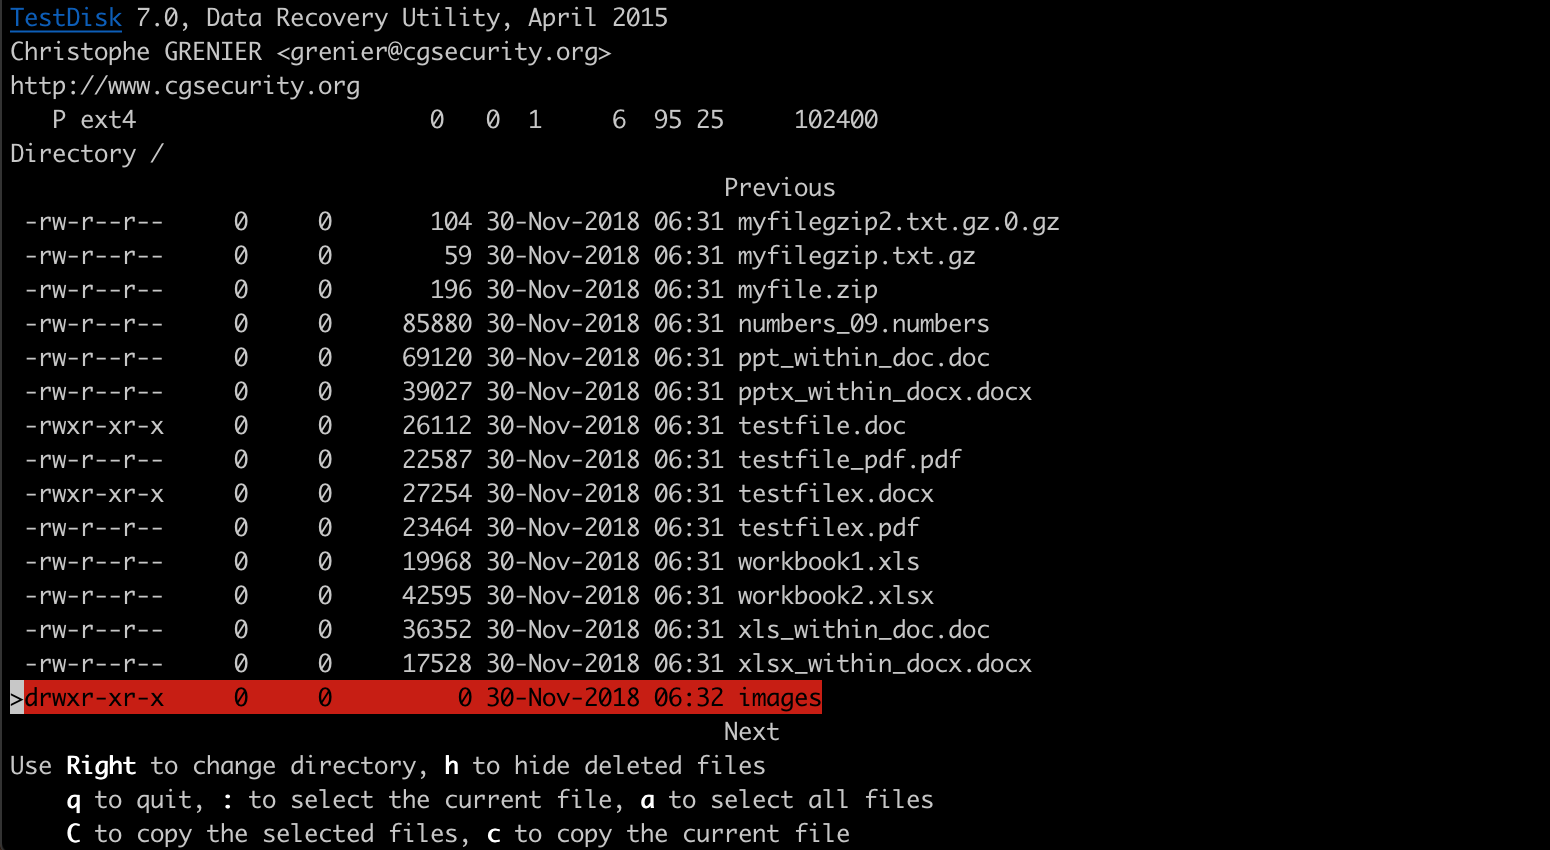 TestDisk 7.0, Data Recovery Utility, April 2015
Christophe GRENIER <grenier@cgsecurity.org>
http://www.cgsecurity.org
   P ext4                     0   0  1     6  95 25     102400
Directory /
                                                   Previous
 -rw-r--r--     0     0       104 30-Nov-2018 06:31 myfilegzip2.txt.gz.0.gz
 -rw-r--r--     0     0        59 30-Nov-2018 06:31 myfilegzip.txt.gz
 -rw-r--r--     0     0       196 30-Nov-2018 06:31 myfile.zip
 -rw-r--r--     0     0     85880 30-Nov-2018 06:31 numbers_09.numbers
 -rw-r--r--     0     0     69120 30-Nov-2018 06:31 ppt_within_doc.doc
 -rw-r--r--     0     0     39027 30-Nov-2018 06:31 pptx_within_docx.docx
 -rwxr-xr-x     0     0     26112 30-Nov-2018 06:31 testfile.doc
 -rw-r--r--     0     0     22587 30-Nov-2018 06:31 testfile_pdf.pdf
 -rwxr-xr-x     0     0     27254 30-Nov-2018 06:31 testfilex.docx
 -rw-r--r--     0     0     23464 30-Nov-2018 06:31 testfilex.pdf
 -rw-r--r--     0     0     19968 30-Nov-2018 06:31 workbook1.xls
 -rw-r--r--     0     0     42595 30-Nov-2018 06:31 workbook2.xlsx
 -rw-r--r--     0     0     36352 30-Nov-2018 06:31 xls_within_doc.doc
 -rw-r--r--     0     0     17528 30-Nov-2018 06:31 xlsx_within_docx.docx
>drwxr-xr-x     0     0         0 30-Nov-2018 06:32 images
                                                   Next
Use Right to change directory, h to hide deleted files
    q to quit, : to select the current file, a to select all files
    C to copy the selected files, c to copy the current file